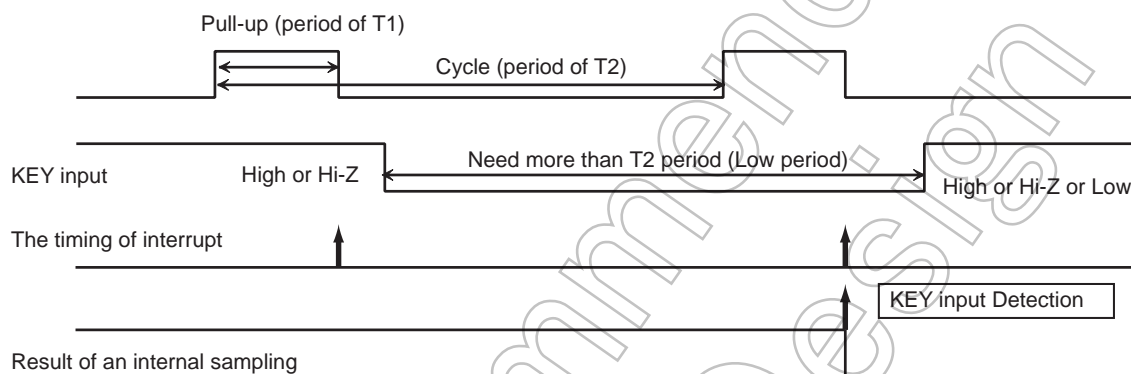 Pull-up (period of T1)
Cycle (period of T2)
Need more than T2 period (Low period)
KEY input
High or Hi-Z
High or Hi-Z or Low
The timing of interrupt
KEY input Detection
Result of an internal sampling